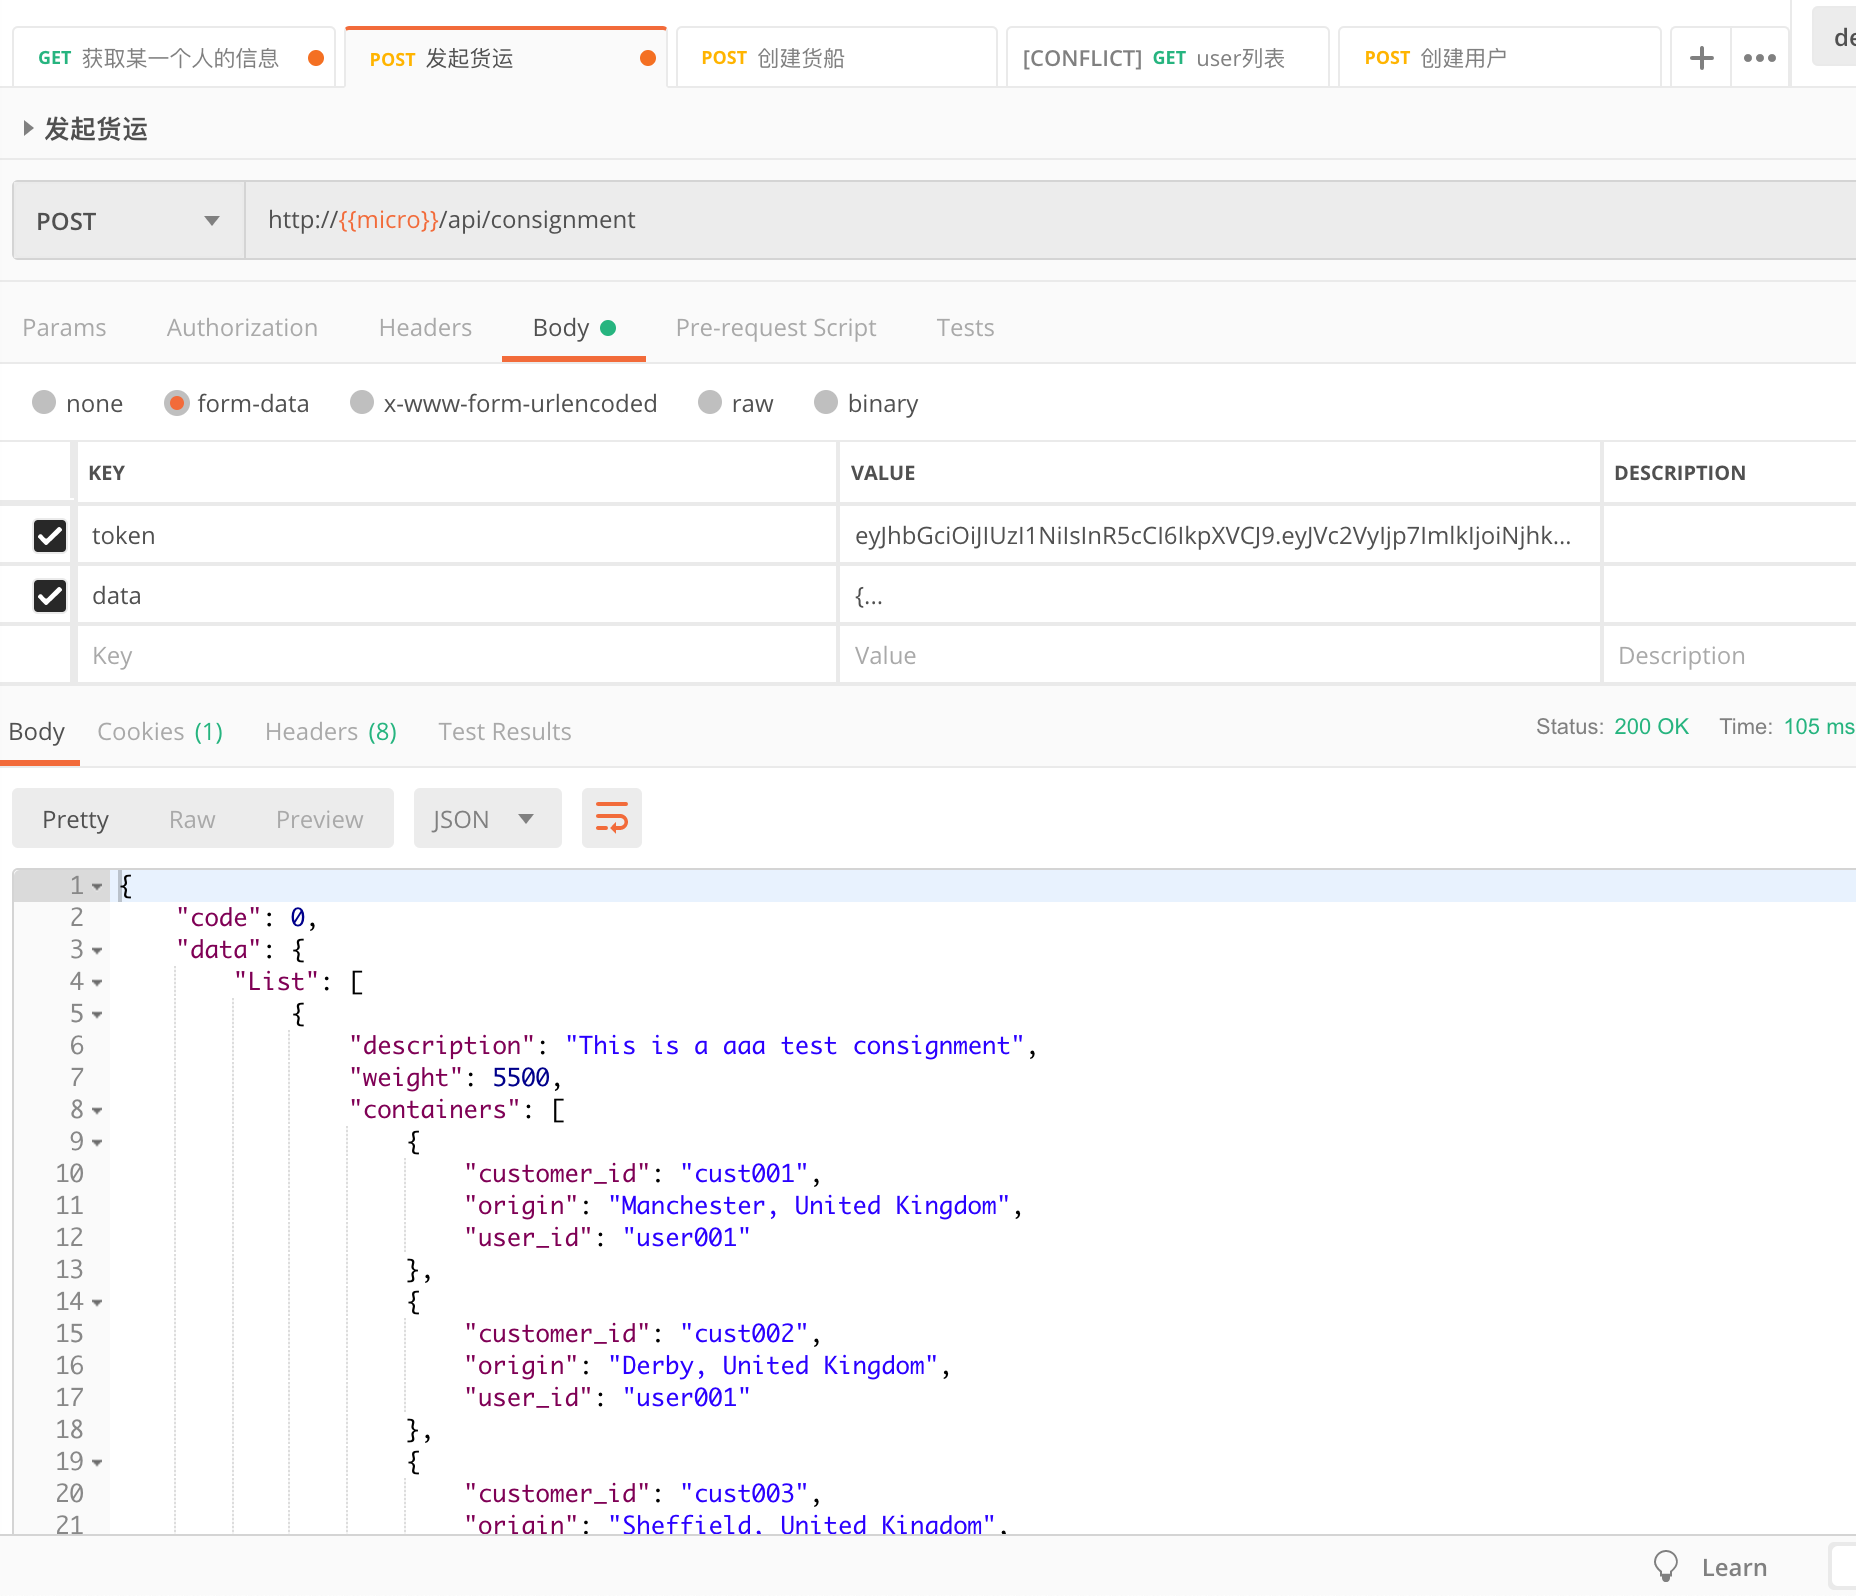 GET 获取某一个人的信息
POST 发起货运
POST 创建货船
[CONFLICT] GET user列表
POST 创建用户
de
发起货运
POST http://{{micro}}/api/consignment
Params Authorization Headers Body Pre-request Script Tests
none form-data x-www-form-urlencoded raw binary
KEY VALUE DESCRIPTION
token eyJhbGciOiJIUzI1NiIsInR5cCI6IkpXVCJ9.eyJVc2VyIjp7ImlkIjoiNjhk...
data {...
Key Value Description
Body Cookies (1) Headers (8) Test Results Status: 200 OK Time: 105 ms
Pretty Raw Preview JSON
1 {
2 "code": 0,
3 "data": {
4 "List": [
5 {
6 "description": "This is a aaa test consignment",
7 "weight": 5500,
8 "containers": [
9 {
10 "customer_id": "cust001",
11 "origin": "Manchester, United Kingdom",
12 "user_id": "user001"
13 },
14 {
15 "customer_id": "cust002",
16 "origin": "Derby, United Kingdom",
17 "user_id": "user001"
18 },
19 {
20 "customer_id": "cust003",
21 "origin": "Sheffield, United Kingdom",
Learn